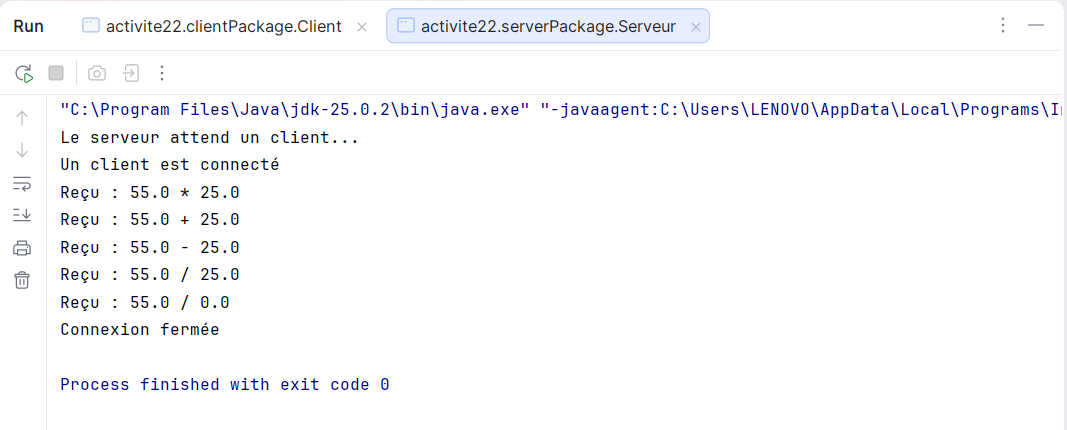 Run activite22.clientPackage.Client activite22.serverPackage.Serveur
"C:\Program Files\Java\jdk-25.0.2\bin\java.exe" "-javaagent:C:\Users\LENOVO\AppData\Local\Programs\
Le serveur attend un client...
Un client est connecté
Reçu : 55.0 * 25.0
Reçu : 55.0 + 25.0
Reçu : 55.0 - 25.0
Reçu : 55.0 / 25.0
Reçu : 55.0 / 0.0
Connexion fermée
Process finished with exit code 0